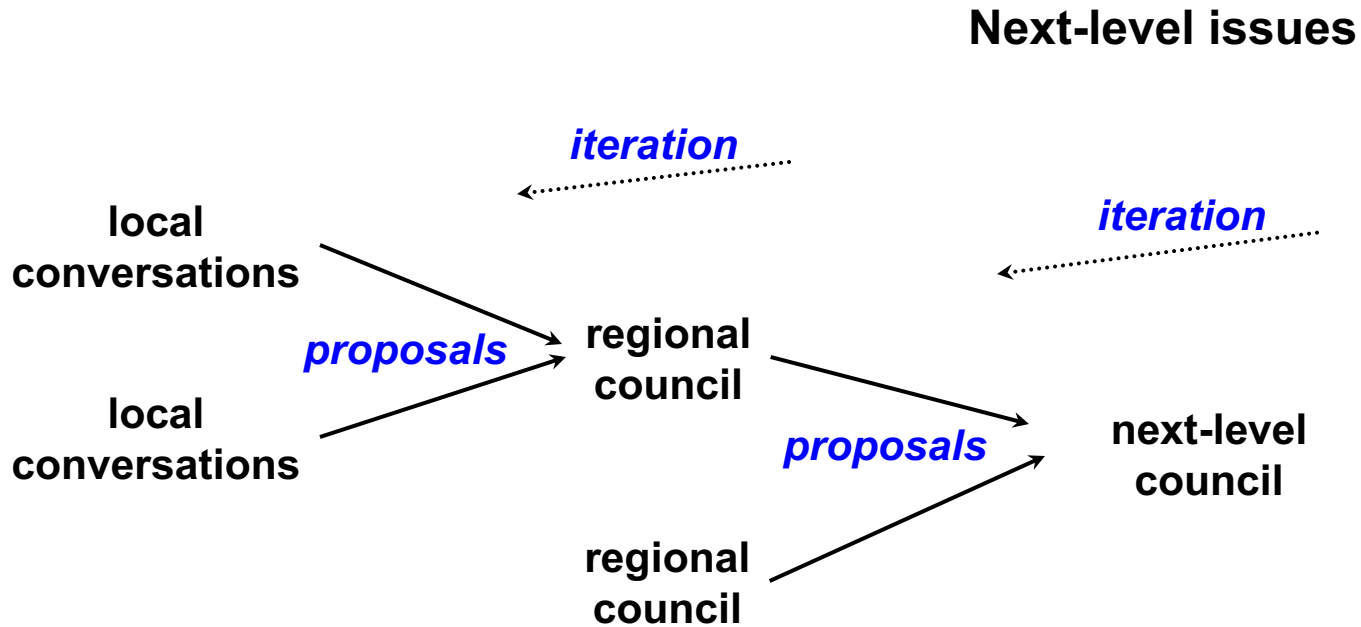 Next-level issues
iteration
iteration
local
conversations
proposals
regional
council
local
conversations
proposals
next-level
council
regional
council